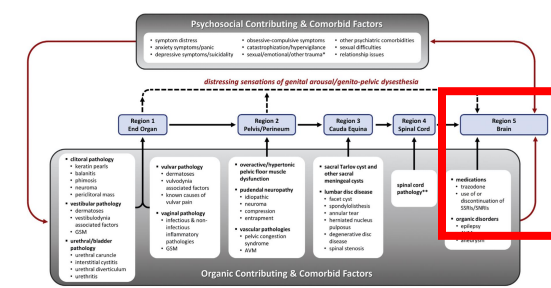 Psychosocial Contributing & Comorbid Factors
• symptom distress
• anxiety symptoms/panic
• depressive symptoms/suicidality
• obsessive-compulsive symptoms
• catastrophization/hypervigilance
• sexual/emotional/other trauma*
• other psychiatric comorbidities
• sexual difficulties
• relationship issues
distressing sensations of genital arousal/genito-pelvic dysesthesia
Region 1
End Organ
Region 2
Pelvis/Perineum
Region 3
Cauda Equina
Region 4
Spinal Cord
Region 5
Brain
• clitoral pathology
• keratin pearls
• balanitis
• phimosis
• neuroma
• periclitoral mass
• vestibular pathology
• dermatoses
• vestibulodynia
associated factors
• GSM
• urethral/bladder
pathology
• urethral caruncle
• interstitial cystitis
• urethral diverticulum
• urethritis
• vulvar pathology
• dermatoses
• vulvodynia
associated factors
• known causes of
vulvar pain
• vaginal pathology
• infectious & non-
infectious
inflammatory
pathologies
• GSM
• overactive/hypertonic
pelvic floor muscle
dysfunction
• pudendal neuropathy
• idiopathic
• neuroma
• compression
• entrapment
• vascular pathologies
• pelvic congestion
syndrome
• AVM
• sacral Tarlov cyst and
other sacral
meningeal cysts
• lumbar disc disease
• facet cyst
• spondylolisthesis
• annular tear
• herniated nucleus
pulposus
• degenerative disc
disease
• spinal stenosis
spinal cord
pathology**
• medications
• trazodone
• use of or
discontinuation of
SSRIs/SNRIs
• organic disorders
• epilepsy
Organic Contributing & Comorbid Factors